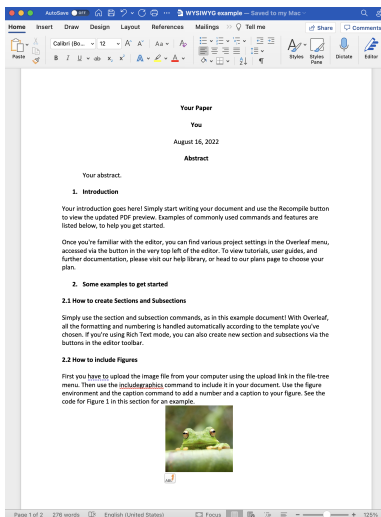 AutoSave OFF WYSIWYG example — Saved to my Mac
Home Insert Draw Design Layout References Mailings Tell me Share Comments
Paste Calibri (Bo... 12 Styles Styles Pane Dictate Editor
Your Paper
You
August 16, 2022
Abstract
Your abstract.
1. Introduction
Your introduction goes here! Simply start writing your document and use the Recompile button
to view the updated PDF preview. Examples of commonly used commands and features are
listed below, to help you get started.
Once you're familiar with the editor, you can find various project settings in the Overleaf menu,
accessed via the button in the very top left of the editor. To view tutorials, user guides, and
further documentation, please visit our help library, or head to our plans page to choose your
plan.
2. Some examples to get started
2.1 How to create Sections and Subsections
Simply use the section and subsection commands, as in this example document! With Overleaf,
all the formatting and numbering is handled automatically according to the template you've
chosen. If you're using Rich Text mode, you can also create new section and subsections via the
buttons in the editor toolbar.
2.2 How to include Figures
First you have to upload the image file from your computer using the upload link in the file-tree
menu. Then use the includegraphics command to include it in your document. Use the figure
environment and the caption command to add a number and a caption to your figure. See the
code for Figure 1 in this section for an example.
Page 1 of 2 276 words English (United States) Focus 125%